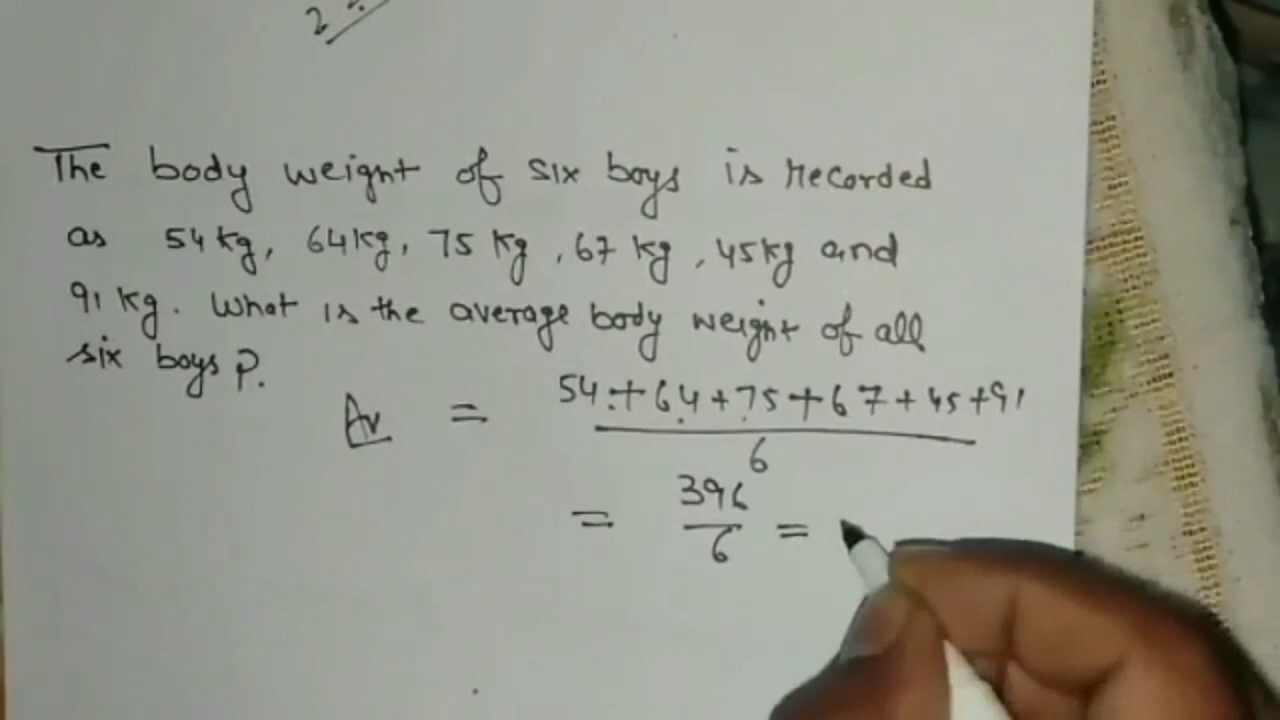 2
The body weight of six boys is recorded
as 54 kg, 64 kg, 75 kg, 67 kg, 45 kg and
91 kg. What is the average body weight of all
six boys?
Av = 54 + 64 + 75 + 67 + 45 + 91
6
= 396 =
6